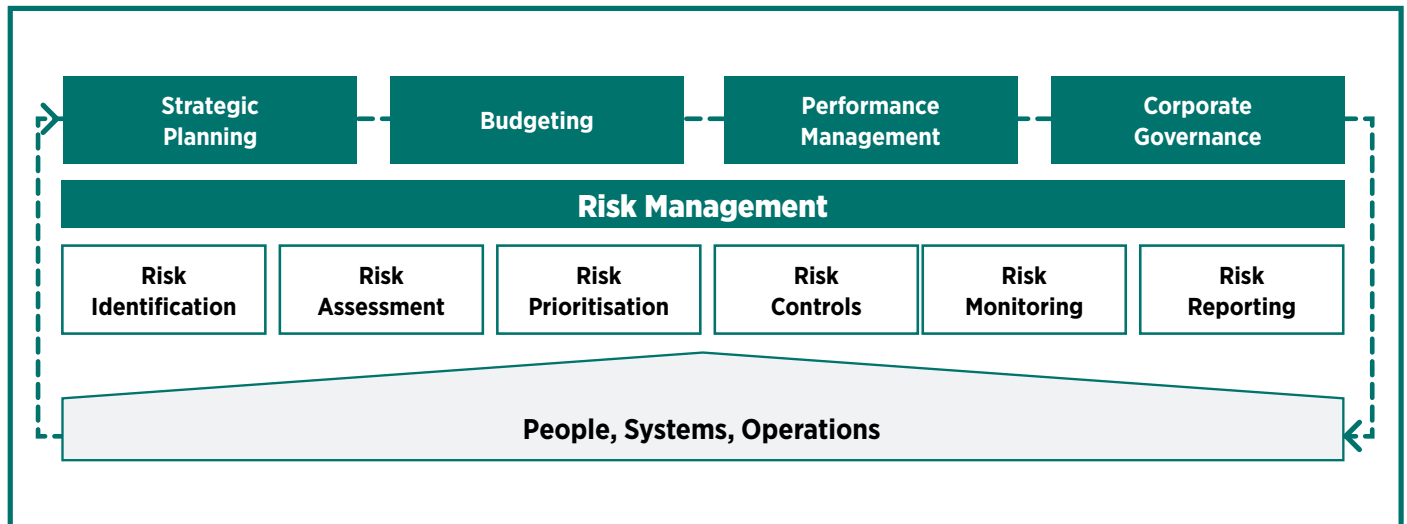 Strategic
Planning
Budgeting
Performance
Management
Corporate
Governance
Risk Management
Risk
Identification
Risk
Assessment
Risk
Prioritisation
Risk
Controls
Risk
Monitoring
Risk
Reporting
People, Systems, Operations